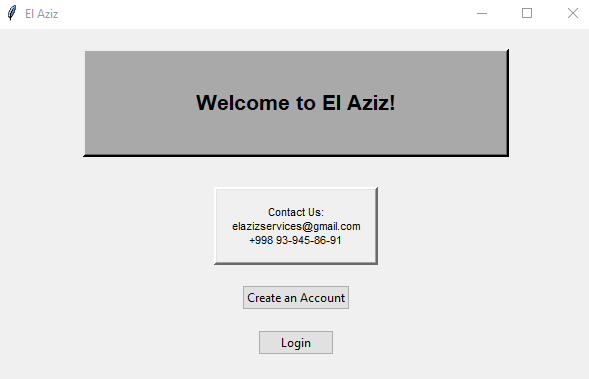 El Aziz
Welcome to El Aziz!
Contact Us:
elazizservices@gmail.com
+998 93-945-86-91
Create an Account
Login